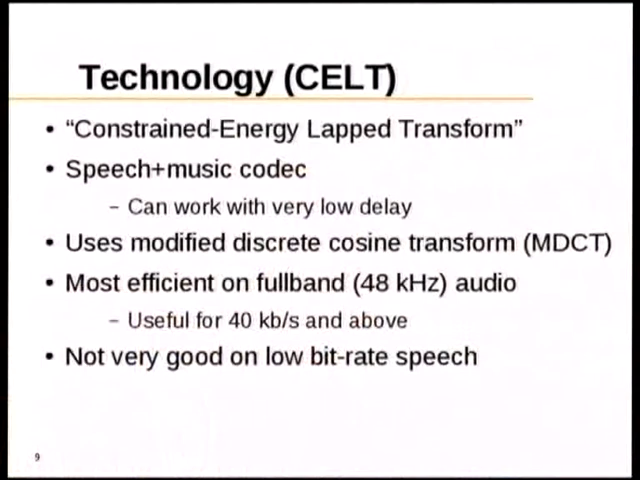 Technology (CELT)
• “Constrained-Energy Lapped Transform”
• Speech+music codec
– Can work with very low delay
• Uses modified discrete cosine transform (MDCT)
• Most efficient on fullband (48 kHz) audio
– Useful for 40 kb/s and above
• Not very good on low bit-rate speech
9